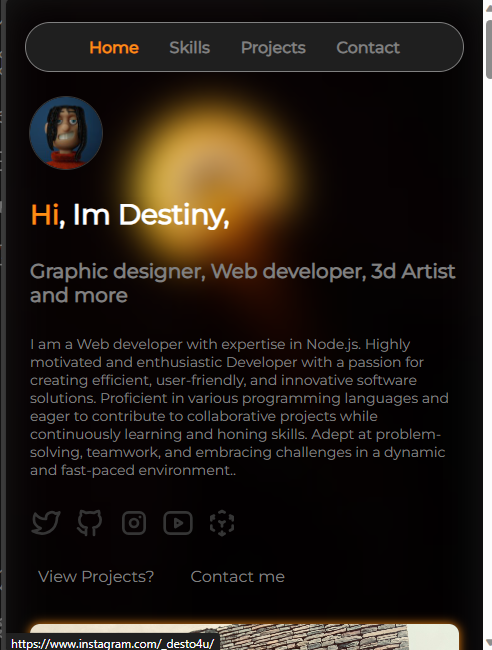 Home Skills Projects Contact
Hi, Im Destiny,
Graphic designer, Web developer, 3d Artist
and more
I am a Web developer with expertise in Node.js. Highly
motivated and enthusiastic Developer with a passion for
creating efficient, user-friendly, and innovative software
solutions. Proficient in various programming languages and
eager to contribute to collaborative projects while
continuously learning and honing skills. Adept at problem-
solving, teamwork, and embracing challenges in a dynamic
and fast-paced environment..
View Projects? Contact me
https://www.instagram.com/_desto4u/